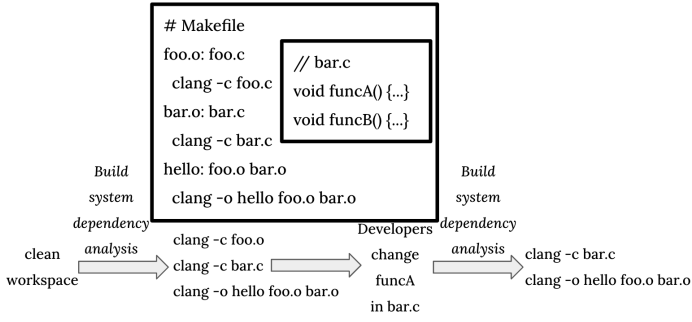 # Makefile
foo.o: foo.c
clang -c foo.c
bar.o: bar.c
clang -c bar.c
hello: foo.o bar.o
clang -o hello foo.o bar.o
// bar.c
void funcA() {...}
void funcB() {...}
clean
workspace
Build
system
dependency
analysis
clang -c foo.o
clang -c bar.c
clang -o hello foo.o bar.o
Developers
change
funcA
in bar.c
Build
system
dependency
analysis
clang -c bar.c
clang -o hello foo.o bar.o